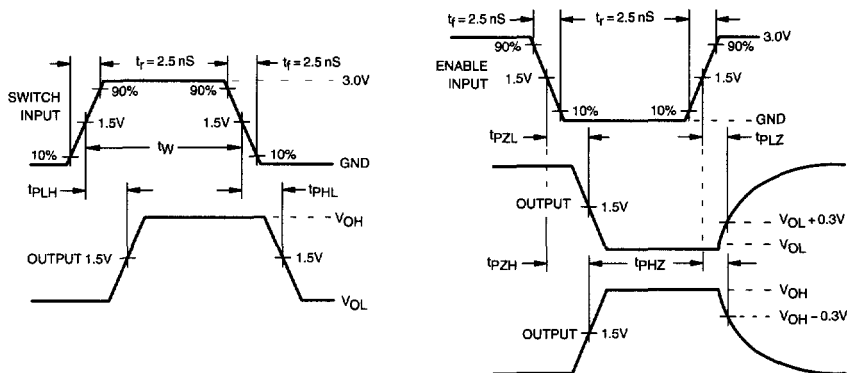 tr = 2.5 nS
tf = 2.5 nS
3.0V
SWITCH
INPUT
90%
90%
1.5V
1.5V
10%
10%
tW
GND
tPLH
tPHL
VOH
OUTPUT 1.5V
1.5V
VOL
tf = 2.5 nS
tr = 2.5 nS
3.0V
90%
90%
ENABLE
INPUT
1.5V
1.5V
10%
10%
GND
tPZL
tPLZ
OUTPUT
1.5V
VOL + 0.3V
VOL
tPZH
tPHZ
VOH
VOH – 0.3V
OUTPUT
1.5V